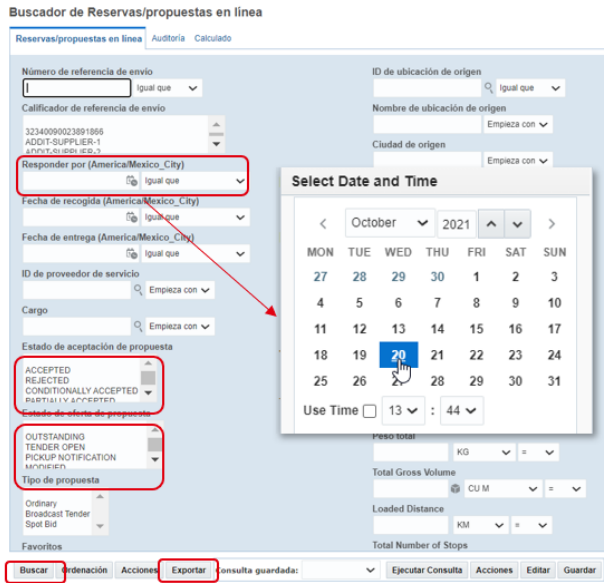 Buscador de Reservas/propuestas en línea
Reservas/propuestas en línea Auditoría Calculado
Número de referencia de envío
Igual que
Calificador de referencia de envío
32340090023891866
ADDIT-SUPPLIER-1
ADDIT-SUPPLIER-2
Responder por (America/Mexico_City)
Igual que
Fecha de recogida (America/Mexico_City)
Igual que
Fecha de entrega (America/Mexico_City)
Igual que
ID de proveedor de servicio
Empieza con
Cargo
Empieza con
Estado de aceptación de propuesta
ACCEPTED
REJECTED
CONDITIONALLY ACCEPTED
PARTIALLY ACCEPTED
Estado de oferta de propuesta
OUTSTANDING
TENDER OPEN
PICKUP NOTIFICATION
MODIFIED
Tipo de propuesta
Ordinary
Broadcast Tender
Spot Bid
Favoritos
ID de ubicación de origen
Igual que
Nombre de ubicación de origen
Empieza con
Ciudad de origen
Empieza con
Select Date and Time
October 2021
MON TUE WED THU FRI SAT SUN
27 28 29 30 1 2 3
4 5 6 7 8 9 10
11 12 13 14 15 16 17
18 19 20 21 22 23 24
25 26 28 29 30 31
Use Time 13 : 44
Peso total
KG =
Total Gross Volume
CU M =
Loaded Distance
KM =
Total Number of Stops
Buscar Ordenación Acciones Exportar Consulta guardada: Ejecutar Consulta Acciones Editar Guardar